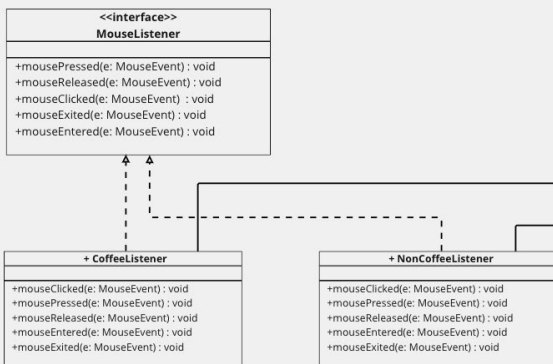 <<interface>>
MouseListener
+mousePressed(e: MouseEvent) : void
+mouseReleased(e: MouseEvent) : void
+mouseClicked(e: MouseEvent) : void
+mouseExited(e: MouseEvent) : void
+mouseEntered(e: MouseEvent) : void
+ CoffeeListener
+mouseClicked(e: MouseEvent) : void
+mousePressed(e: MouseEvent) : void
+mouseReleased(e: MouseEvent) : void
+mouseEntered(e: MouseEvent) : void
+mouseExited(e: MouseEvent) : void
+ NonCoffeeListener
+mouseClicked(e: MouseEvent) : void
+mousePressed(e: MouseEvent) : void
+mouseReleased(e: MouseEvent) : void
+mouseEntered(e: MouseEvent) : void
+mouseExited(e: MouseEvent) : void